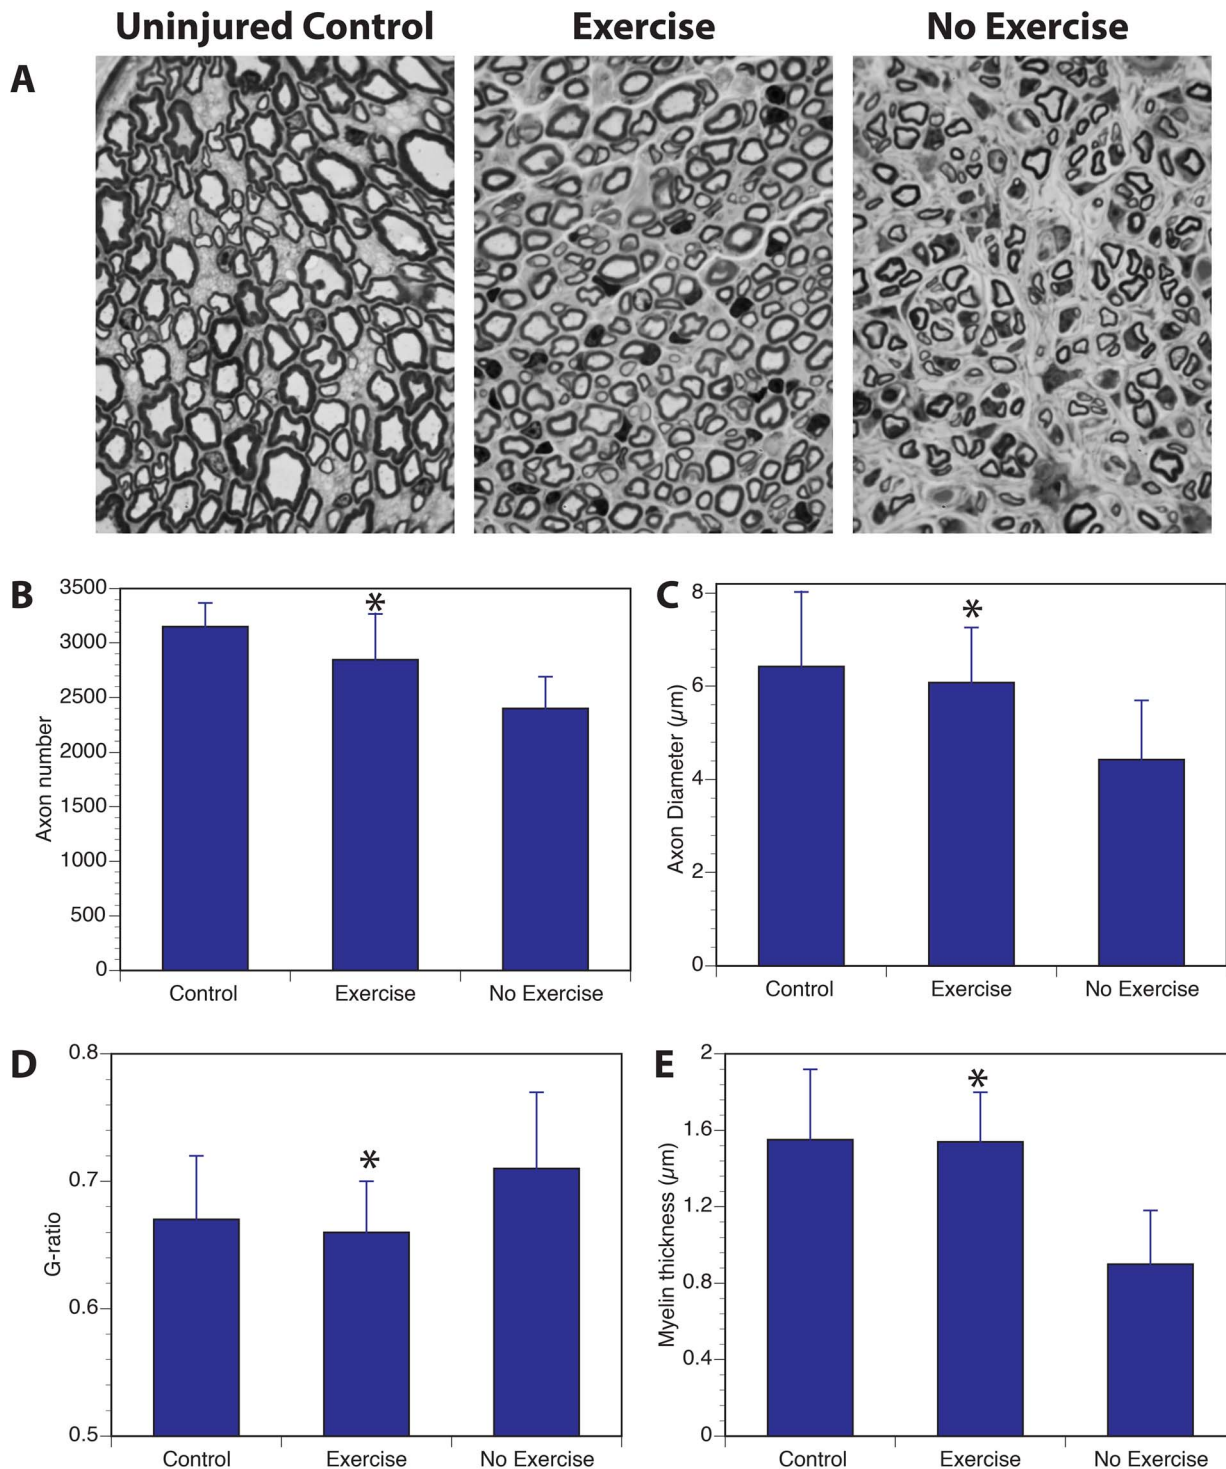 Uninjured Control Exercise No Exercise
A
B
3500
3000
2500
2000
1500
1000
500
0
Axon number
Control Exercise No Exercise
C
8
6
4
2
0
Axon Diameter (µm)
*
*
Control Exercise No Exercise
D
0.8
0.7
0.6
0.5
G-ratio
*
Control Exercise No Exercise
E
2
1.6
1.2
0.8
0.4
0
Myelin thickness (µm)
*
Control Exercise No Exercise